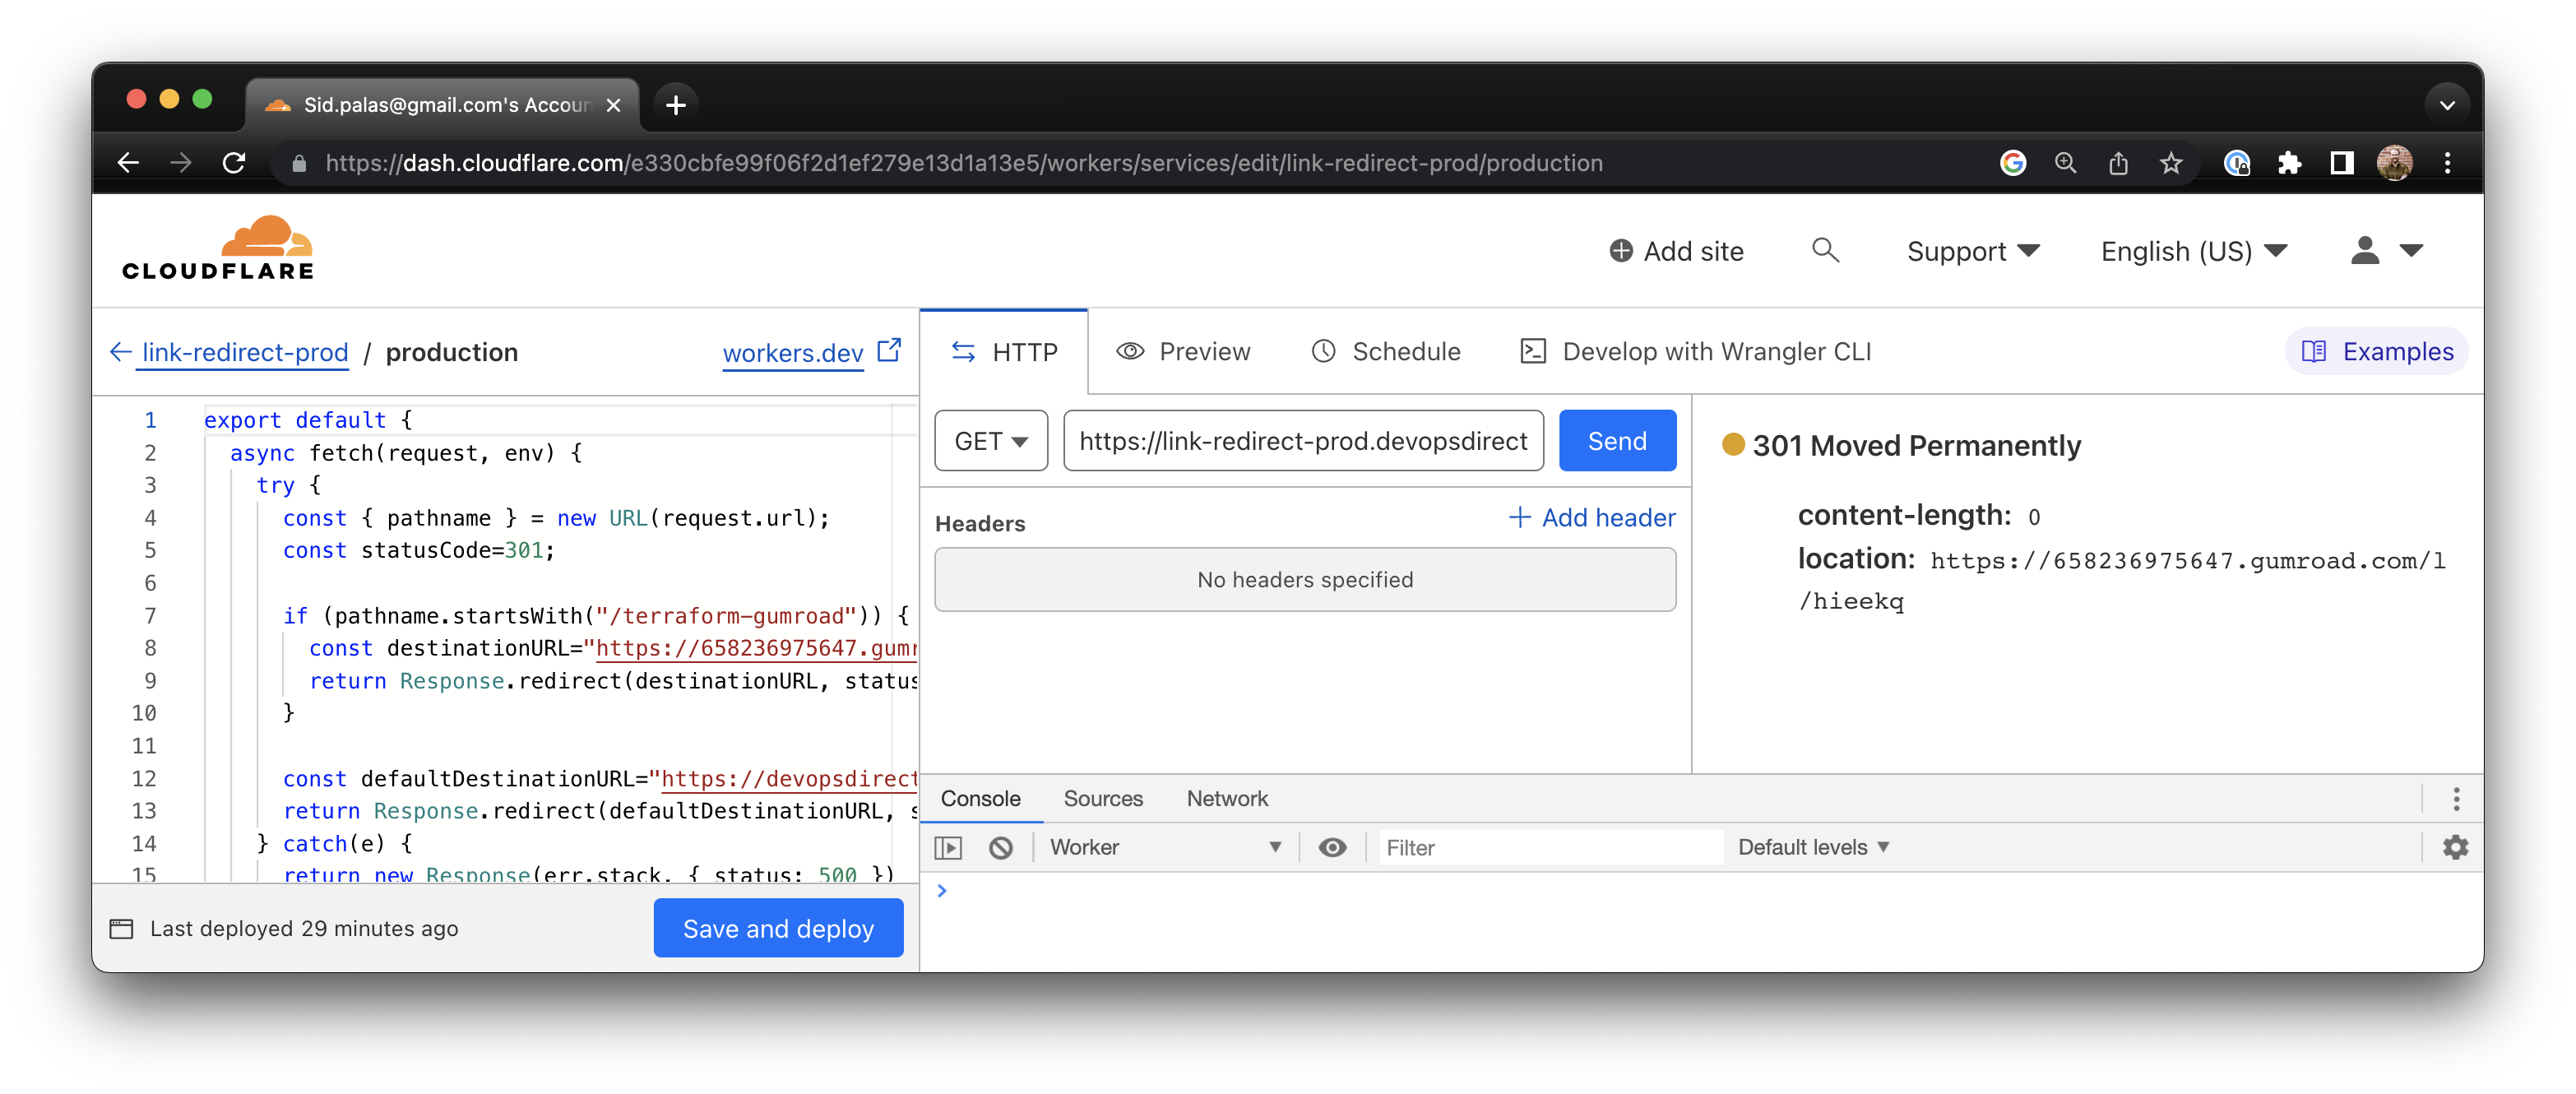 Sid.palas@gmail.com's Accoun
https://dash.cloudflare.com/e330cbfe99f06f2d1ef279e13d1a13e5/workers/services/edit/link-redirect-prod/production
CLOUDFLARE
Add site
Support
English (US)
link-redirect-prod / production
workers.dev
HTTP
Preview
Schedule
Develop with Wrangler CLI
Examples
1 export default {
2 async fetch(request, env) {
3 try {
4 const { pathname } = new URL(request.url);
5 const statusCode=301;
6
7 if (pathname.startsWith("/terraform-gumroad")) {
8 const destinationURL="https://658236975647.gumr
9 return Response.redirect(destinationURL, status
10 }
11
12 const defaultDestinationURL="https://devopsdirect
13 return Response.redirect(defaultDestinationURL, s
14 } catch(e) {
15 return new Response(err.stack, { status: 500 })
Last deployed 29 minutes ago
Save and deploy
GET
https://link-redirect-prod.devopsdirect
Send
Headers
+ Add header
No headers specified
301 Moved Permanently
content-length: 0
location: https://658236975647.gumroad.com/l
/hieekq
Console
Sources
Network
Worker
Filter
Default levels